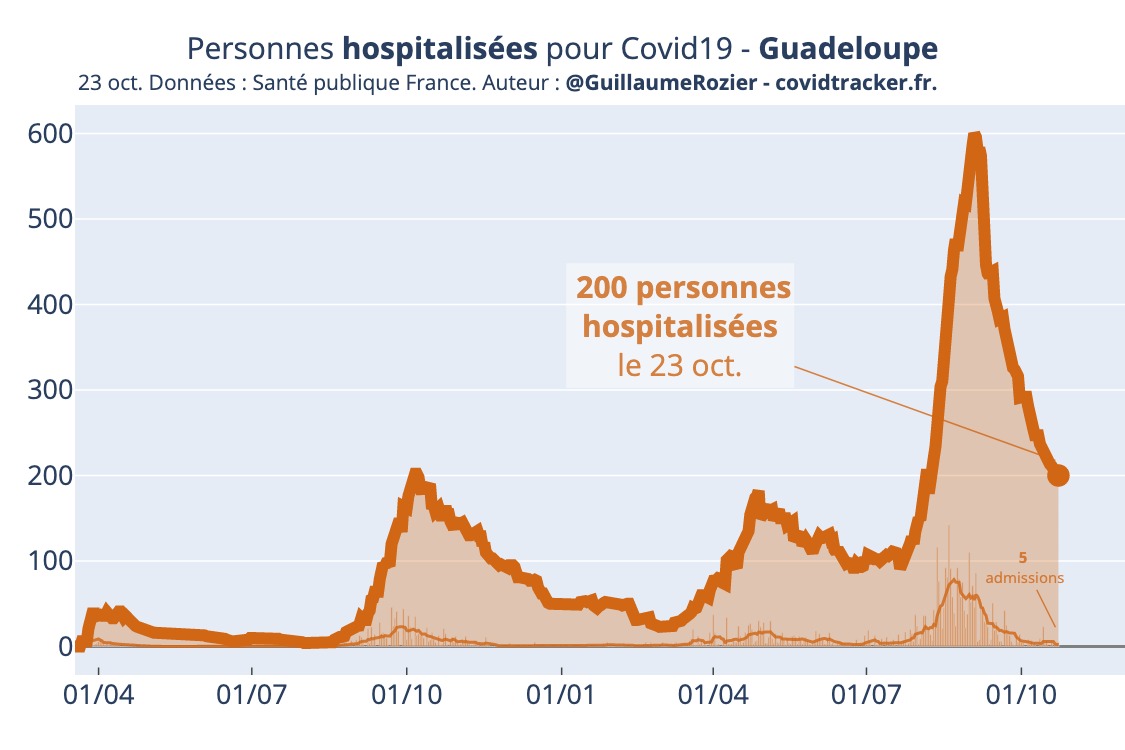 Personnes hospitalisées pour Covid19 - Guadeloupe
23 oct. Données : Santé publique France. Auteur : @GuillaumeRozier - covidtracker.fr.
600
500
400
300
200
100
0
200 personnes
hospitalisées
le 23 oct.
5
admissions
01/04
01/07
01/10
01/01
01/04
01/07
01/10